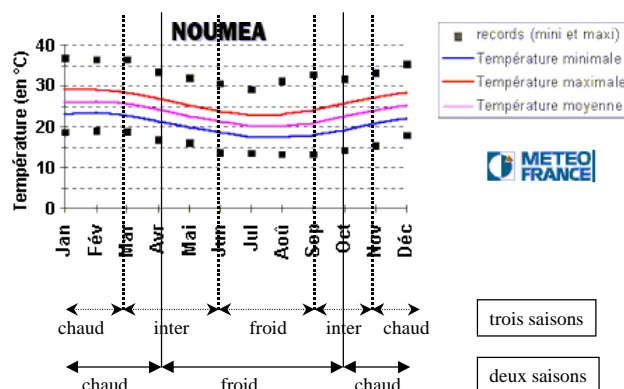 NOUMEA
Température (en °C)
40
30
20
10
0
Jan
Fév
Mar
Avr
Mai
Jun
Jul
Aoû
Sep
Oct
Nov
Déc
records (mini et maxi)
Température minimale
Température maximale
Température moyenne
METEO
FRANCE
chaud inter froid inter chaud
trois saisons
chaud froid chaud
deux saisons